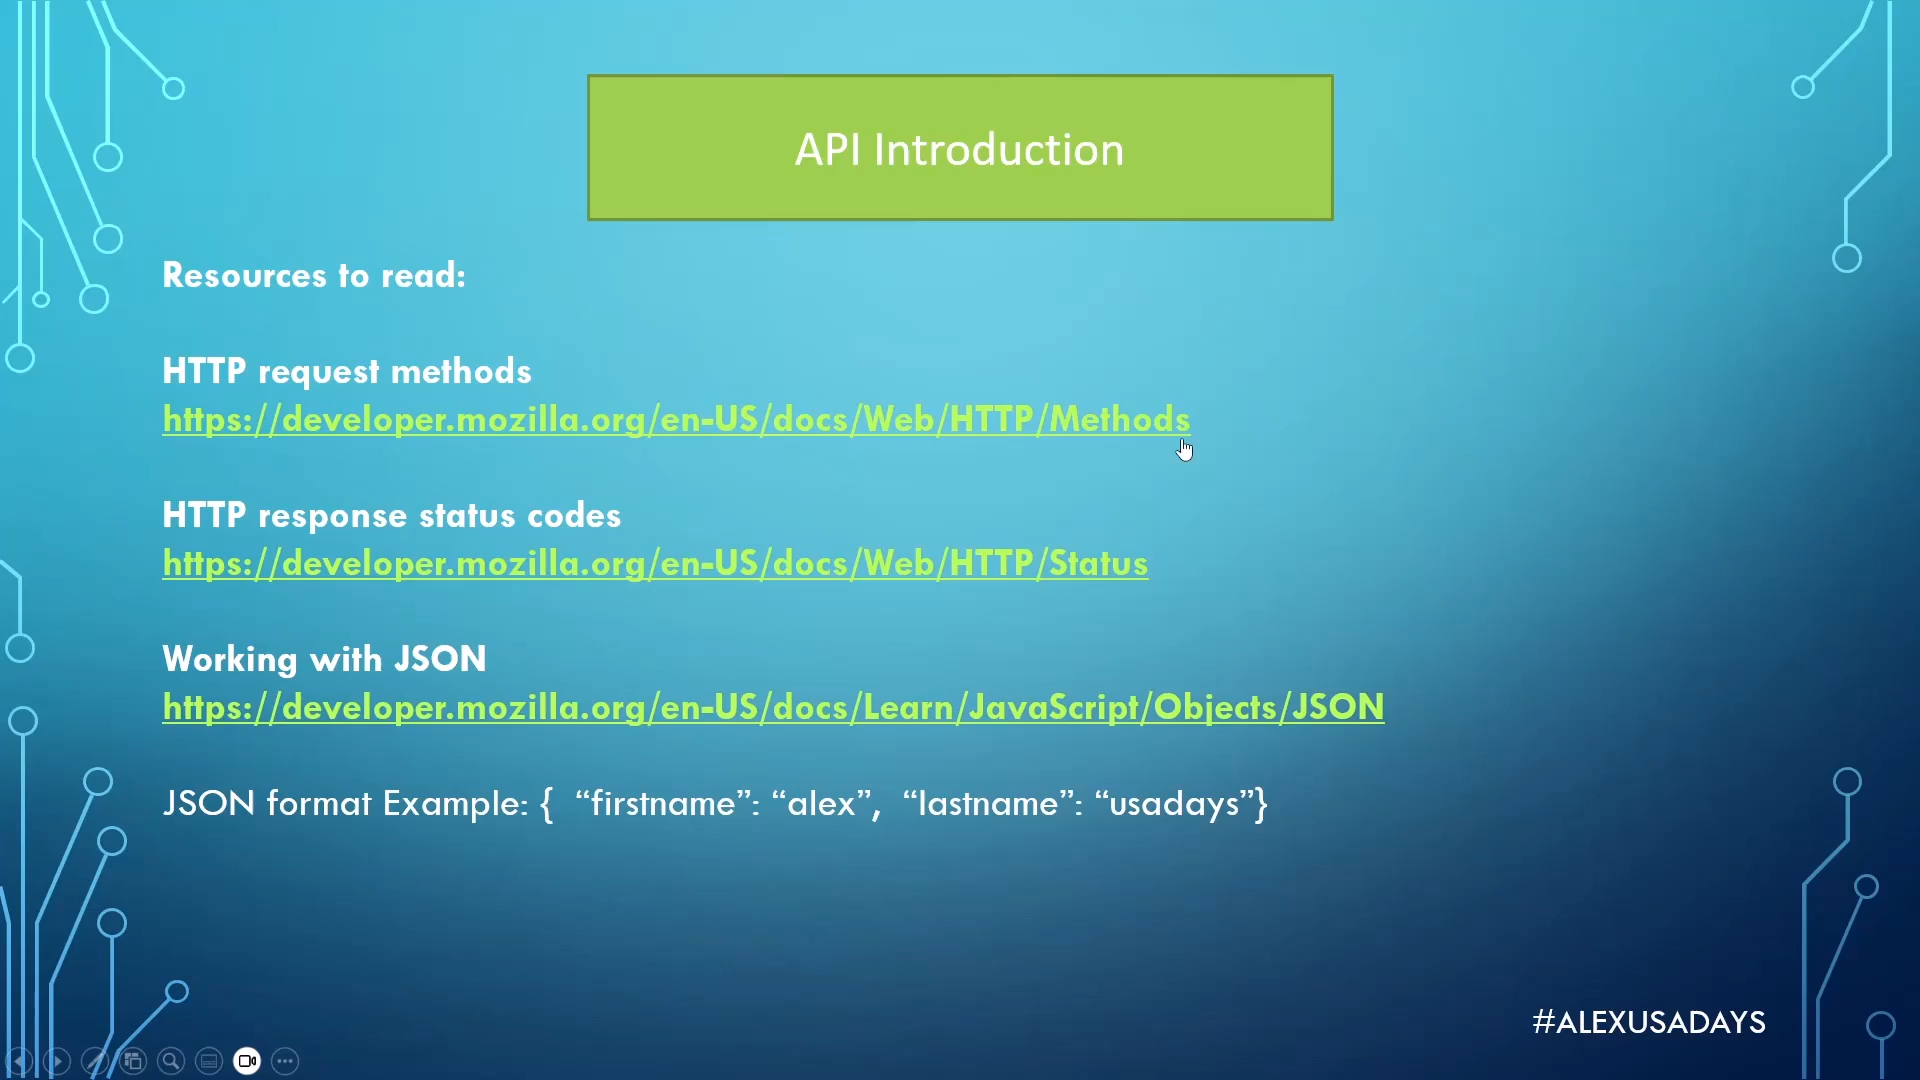 API Introduction
Resources to read:
HTTP request methods
https://developer.mozilla.org/en-US/docs/Web/HTTP/Methods
HTTP response status codes
https://developer.mozilla.org/en-US/docs/Web/HTTP/Status
Working with JSON
https://developer.mozilla.org/en-US/docs/Learn/JavaScript/Objects/JSON
JSON format Example: {  “firstname”: “alex”,  “lastname”: “usadays”}
#ALEXUSADAYS